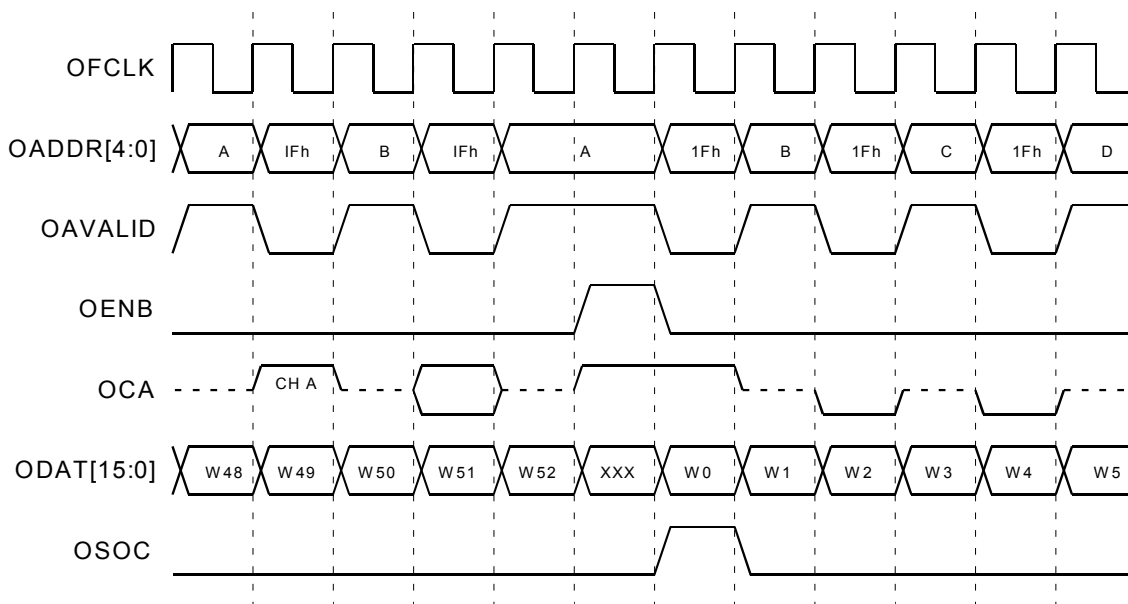 OFCLK
OADDR[4:0] A IFh B IFh A 1Fh B 1Fh C 1Fh D
OAVALID
OENB
OCA CH A
ODAT[15:0] W48 W49 W50 W51 W52 XXX W0 W1 W2 W3 W4 W5
OSOC